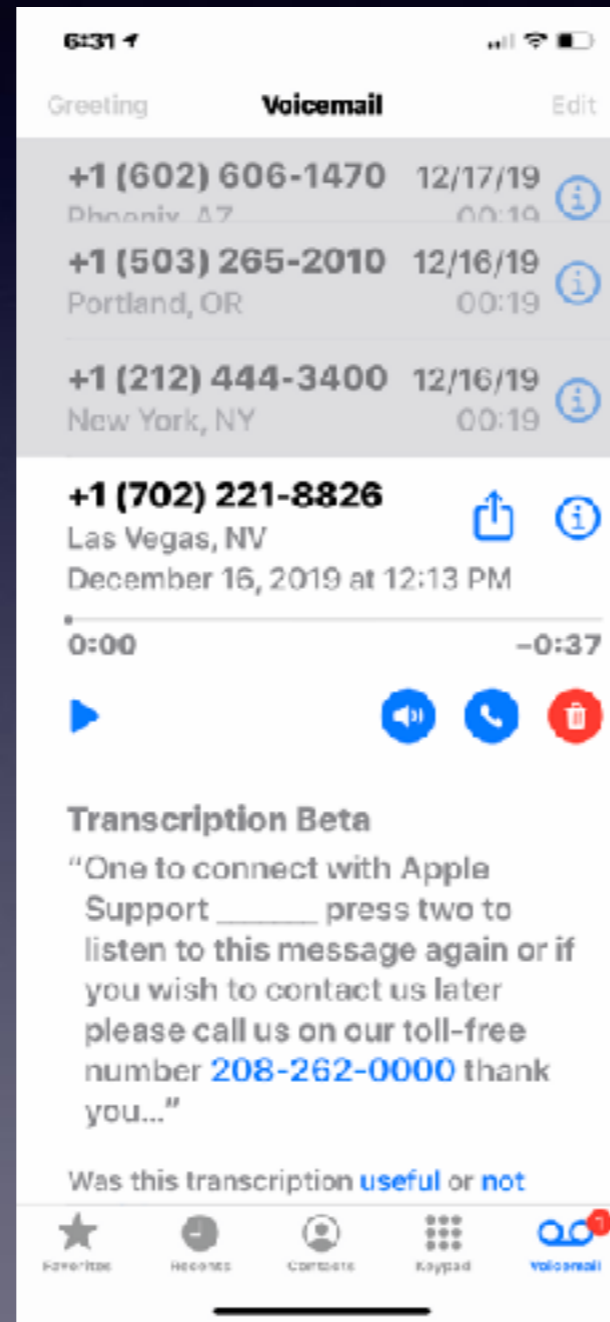 6:31
Greeting Voicemail Edit
+1 (602) 606-1470 12/17/19
Phoenix, AZ 00:19
+1 (503) 265-2010 12/16/19
Portland, OR 00:19
+1 (212) 444-3400 12/16/19
New York, NY 00:19
+1 (702) 221-8826
Las Vegas, NV
December 16, 2019 at 12:13 PM
0:00 -0:37
Transcription Beta
“One to connect with Apple
Support ______ press two to
listen to this message again or if
you wish to contact us later
please call us on our toll-free
number 208-262-0000 thank
you...”
Was this transcription useful or not
Favorites Recents Contacts Keypad Voicemail